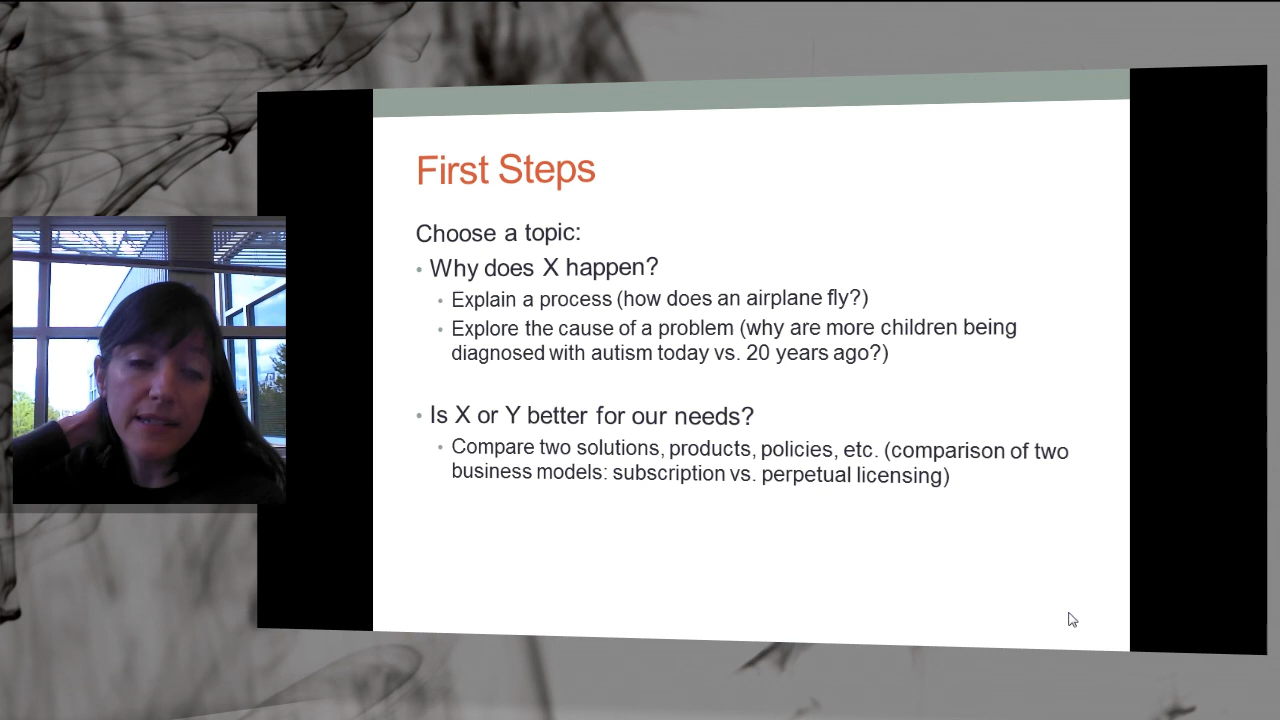 First Steps
Choose a topic:
• Why does X happen?
• Explain a process (how does an airplane fly?)
• Explore the cause of a problem (why are more children being
diagnosed with autism today vs. 20 years ago?)
• Is X or Y better for our needs?
• Compare two solutions, products, policies, etc. (comparison of two
business models: subscription vs. perpetual licensing)